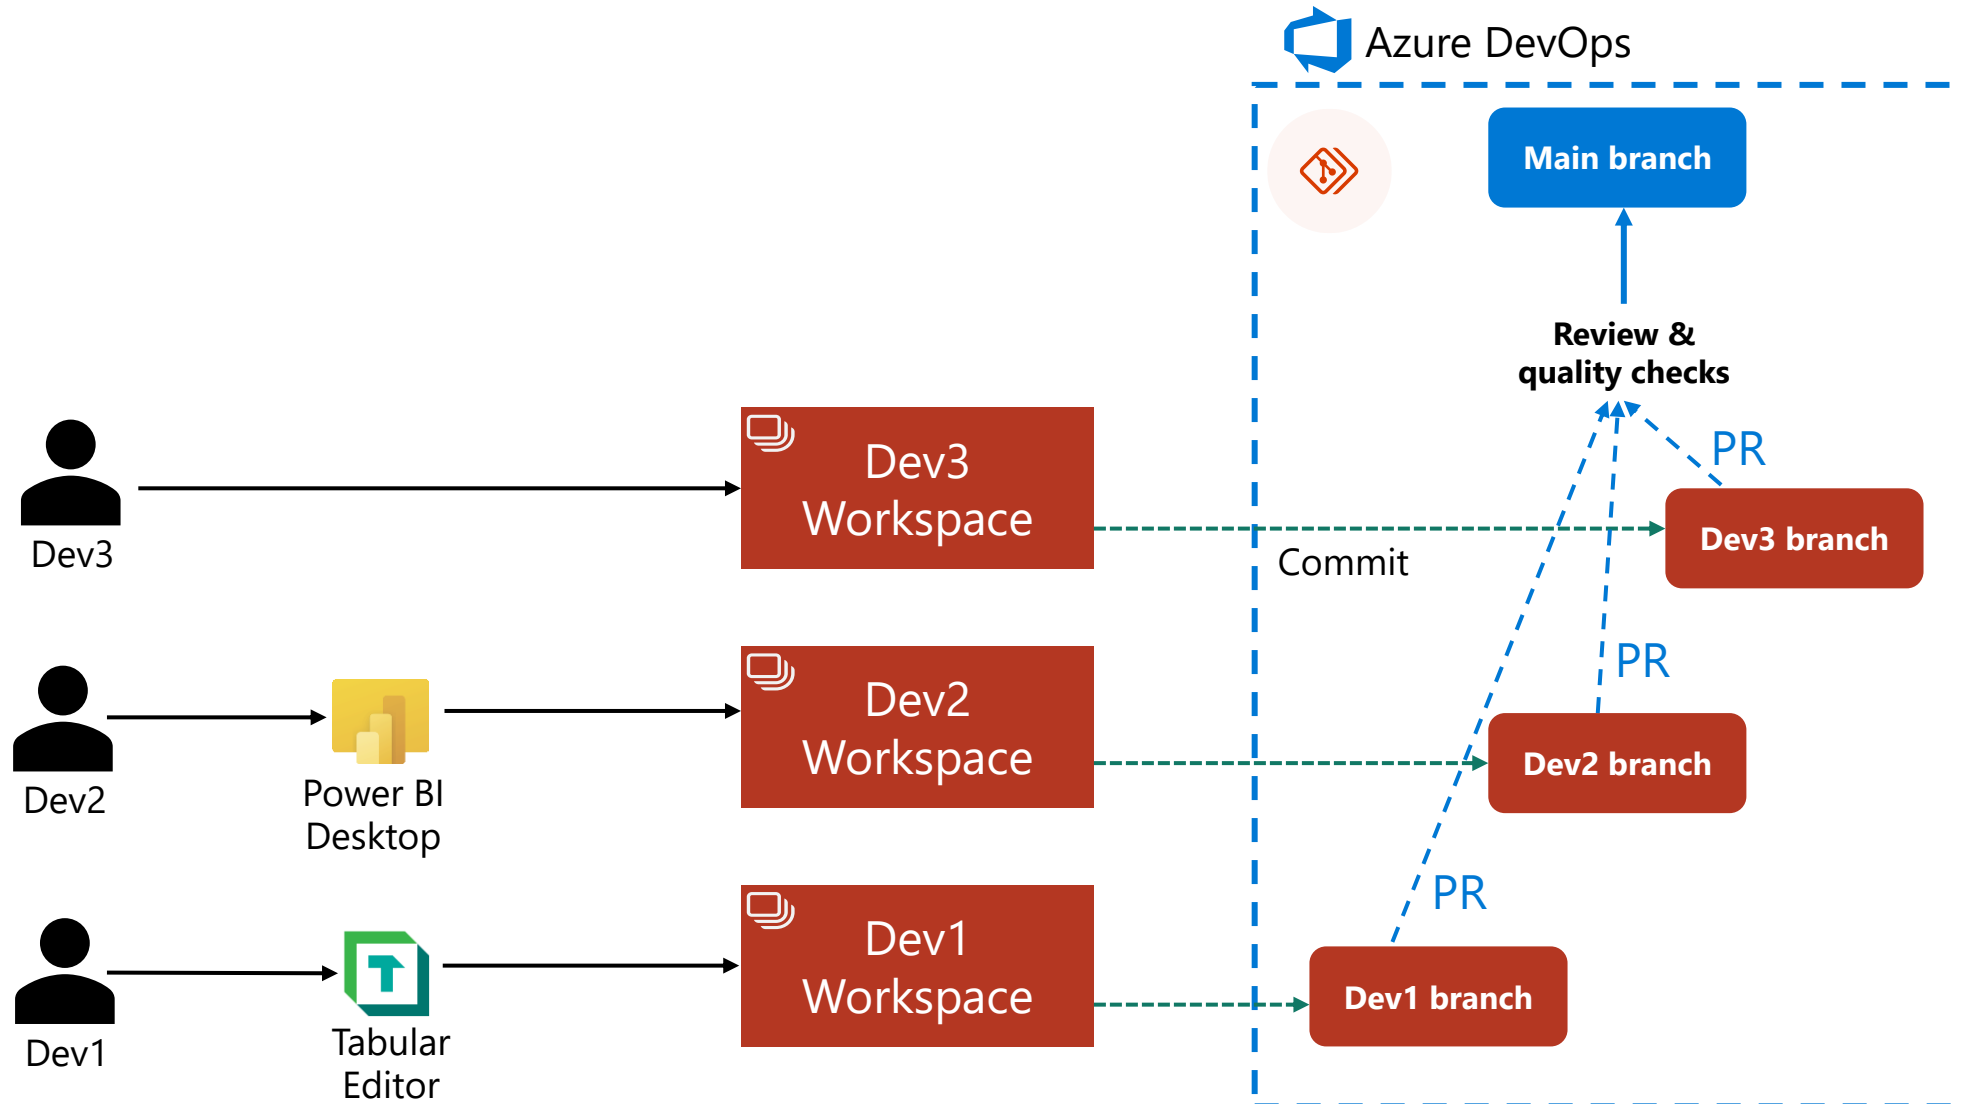 Azure DevOps
Main branch
Review &
quality checks
PR
Dev3
Workspace
Dev3
Commit
Dev3 branch
PR
Dev2
Workspace
Dev2
Power BI
Desktop
Dev2 branch
PR
Dev1
Workspace
Dev1
Tabular
Editor
Dev1 branch